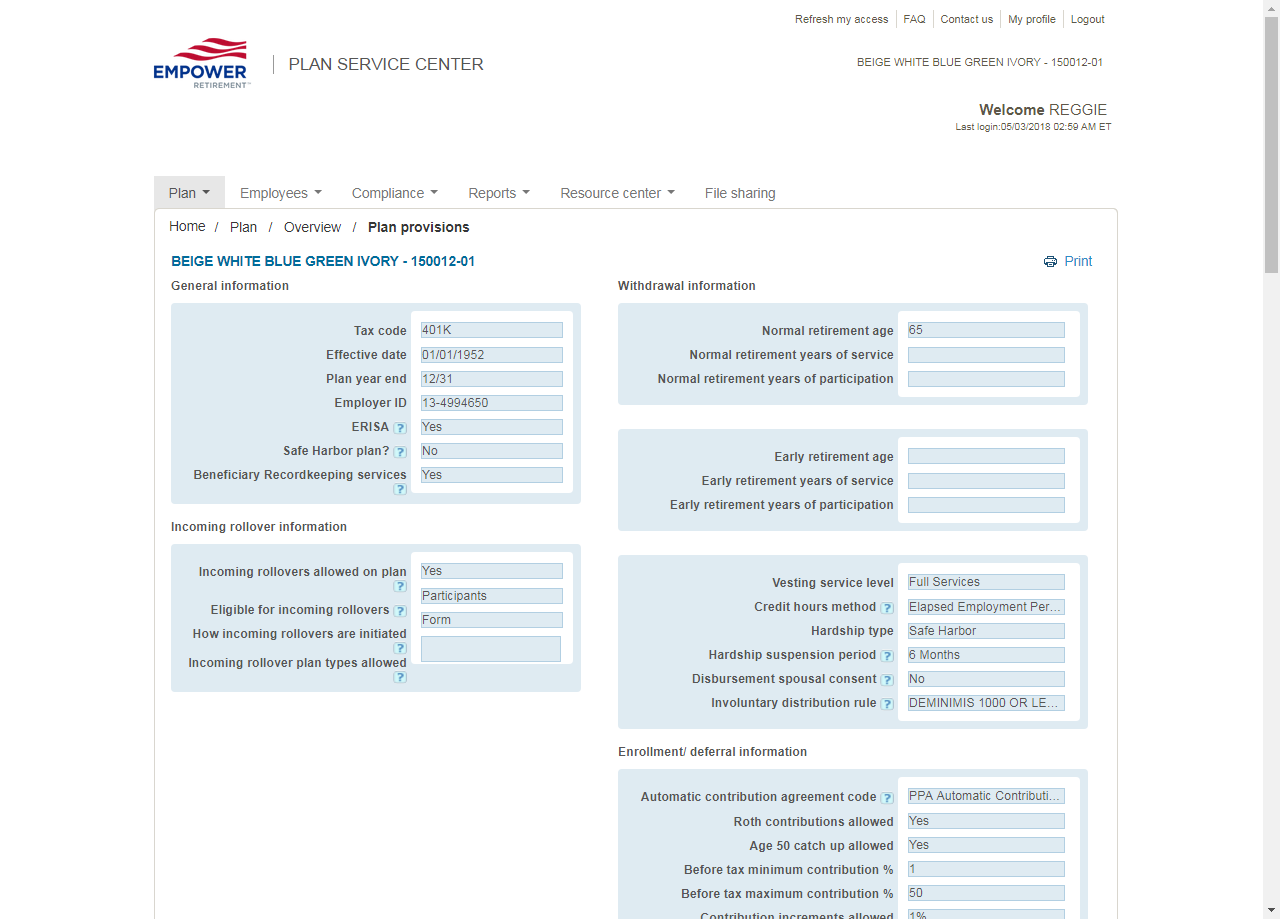 Refresh my access FAQ Contact us My profile Logout
EMPOWER
RETIREMENT™
PLAN SERVICE CENTER
BEIGE WHITE BLUE GREEN IVORY - 150012-01
Welcome REGGIE
Last login:05/03/2018 02:59 AM ET
Plan Employees Compliance Reports Resource center File sharing
Home / Plan / Overview / Plan provisions
BEIGE WHITE BLUE GREEN IVORY - 150012-01
Print
General information
Tax code 401K
Effective date 01/01/1952
Plan year end 12/31
Employer ID 13-4994650
ERISA ? Yes
Safe Harbor plan? ? No
Beneficiary Recordkeeping services Yes
?
Incoming rollover information
Incoming rollovers allowed on plan Yes
?
Participants
Eligible for incoming rollovers ?
Form
How incoming rollovers are initiated
?
Incoming rollover plan types allowed
?
Withdrawal information
Normal retirement age 65
Normal retirement years of service
Normal retirement years of participation
Early retirement age
Early retirement years of service
Early retirement years of participation
Vesting service level Full Services
Credit hours method ? Elapsed Employment Per...
Hardship type Safe Harbor
Hardship suspension period ? 6 Months
Disbursement spousal consent ? No
Involuntary distribution rule ? DEMINIMIS 1000 OR LE...
Enrollment/ deferral information
Automatic contribution agreement code ? PPA Automatic Contributi...
Roth contributions allowed Yes
Age 50 catch up allowed Yes
Before tax minimum contribution % 1
Before tax maximum contribution % 50
Contribution increments allowed 1%